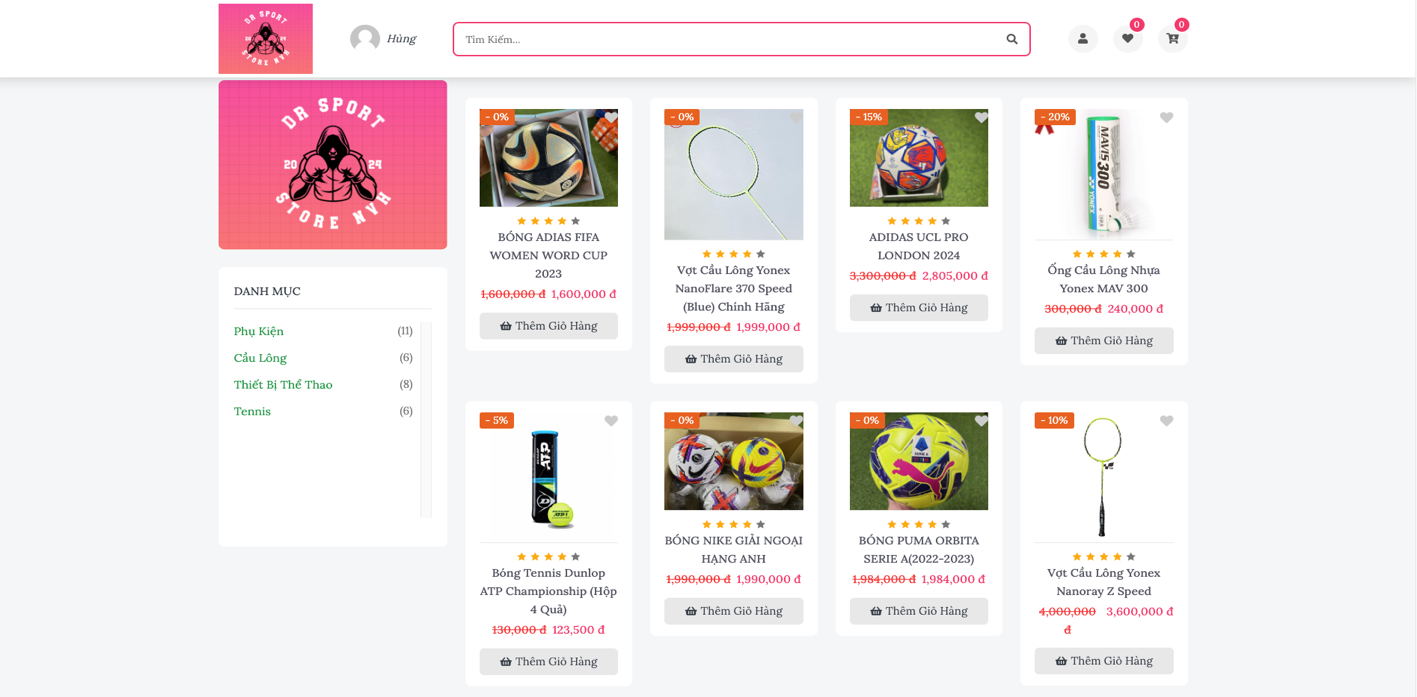 DR SPORT
20 24
STORE NVH
Hùng
Tìm Kiếm...
0
0
DR SPORT
20 24
STORE NVH
DANH MỤC
Phụ Kiện (11)
Cầu Lông (6)
Thiết Bị Thể Thao (8)
Tennis (6)
- 0%
BÓNG ADIAS FIFA
WOMEN WORD CUP
2023
1,600,000 đ 1,600,000 đ
Thêm Giỏ Hàng
- 0%
Vợt Cầu Lông Yonex
NanoFlare 370 Speed
(Blue) Chính Hãng
1,999,000 đ 1,999,000 đ
Thêm Giỏ Hàng
- 15%
ADIDAS UCL PRO
LONDON 2024
3,300,000 đ 2,805,000 đ
Thêm Giỏ Hàng
- 20%
MAVIS 300
YONEX
Ống Cầu Lông Nhựa
Yonex MAV 300
300,000 đ 240,000 đ
Thêm Giỏ Hàng
- 5%
ATP
Bóng Tennis Dunlop
ATP Championship (Hộp
4 Quả)
130,000 đ 123,500 đ
Thêm Giỏ Hàng
- 0%
BÓNG NIKE GIẢI NGOẠI
HẠNG ANH
1,990,000 đ 1,990,000 đ
Thêm Giỏ Hàng
- 0%
SERIE A
BÓNG PUMA ORBITA
SERIE A(2022-2023)
1,984,000 đ 1,984,000 đ
Thêm Giỏ Hàng
- 10%
Vợt Cầu Lông Yonex
Nanoray Z Speed
4,000,000 3,600,000 đ
đ
Thêm Giỏ Hàng